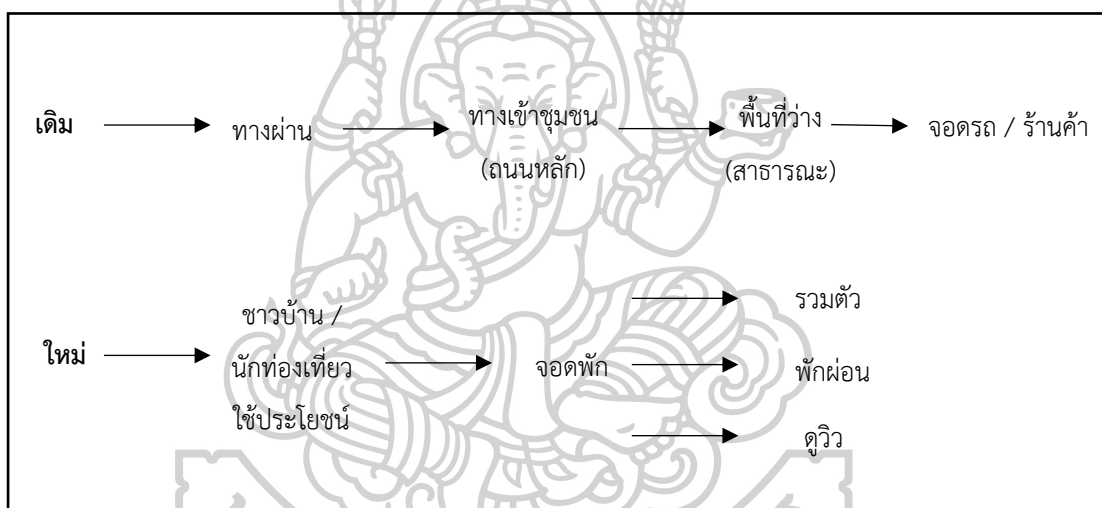 เดิม
ทางผ่าน
ทางเข้าชุมชน
(ถนนหลัก)
พื้นที่ว่าง
(สาธารณะ)
จอดรถ / ร้านค้า
ใหม่
ชาวบ้าน /
นักท่องเที่ยว
ใช้ประโยชน์
จอดพัก
รวมตัว
พักผ่อน
ดูวิว